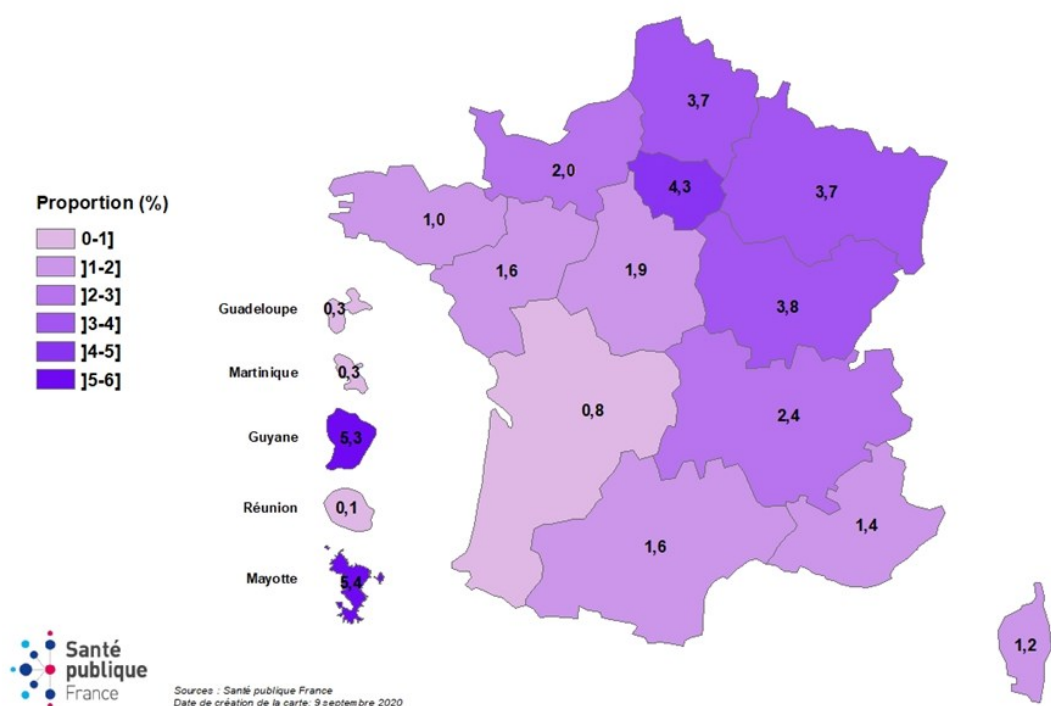 Proportion (%)
0-1]
]1-2]
]2-3]
]3-4]
]4-5]
]5-6]
3,7
2,0
4,3
3,7
1,0
1,6
1,9
3,8
0,8
2,4
1,6
1,4
1,2
Guadeloupe 0,3
Martinique 0,3
Guyane 5,3
Réunion 0,1
Mayotte 5,4
Santé
publique
France
Sources : Santé publique France
Date de création de la carte: 9 septembre 2020